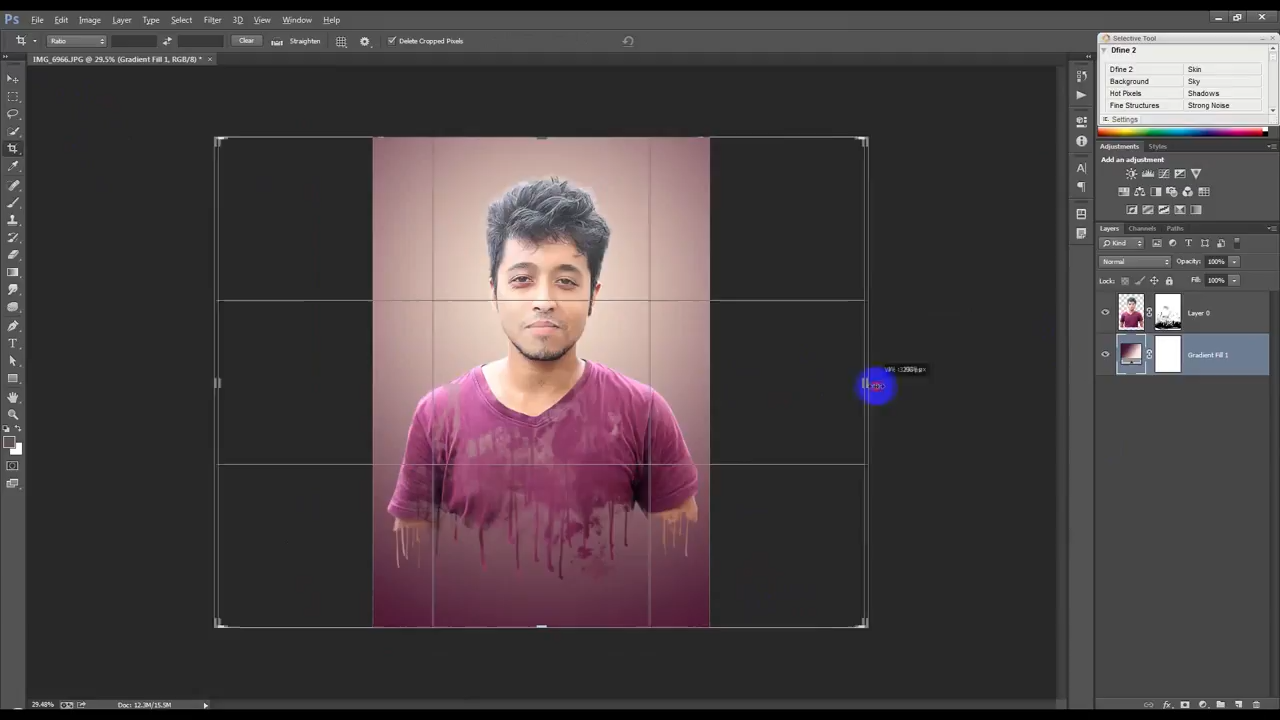 Ps File Edit Image Layer Type Select Filter 3D View Window Help
Ratio Clear Straighten Delete Cropped Pixels
IMG_6966.JPG @ 29.5% (Gradient Fill 1, RGB/8) *
Selective Tool
Dfine 2
Dfine 2 Skin
Background Sky
Hot Pixels Shadows
Fine Structures Strong Noise
Settings
Adjustments Styles
Add an adjustment
Layers Channels Paths
Kind
Normal Opacity: 100%
Lock: Fill: 100%
Layer 0
Gradient Fill 1
29.48% Doc: 12.3M/15.5M